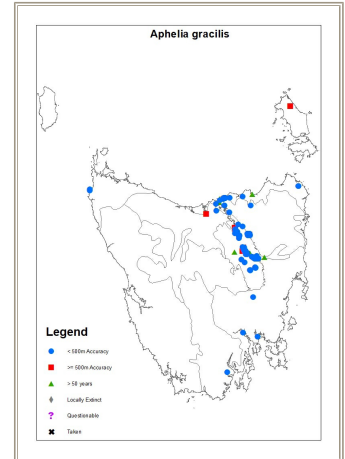 Aphelia gracilis
Legend
< 500m Accuracy
>= 500m Accuracy
> 50 years
Locally Extinct
Questionable
Taken